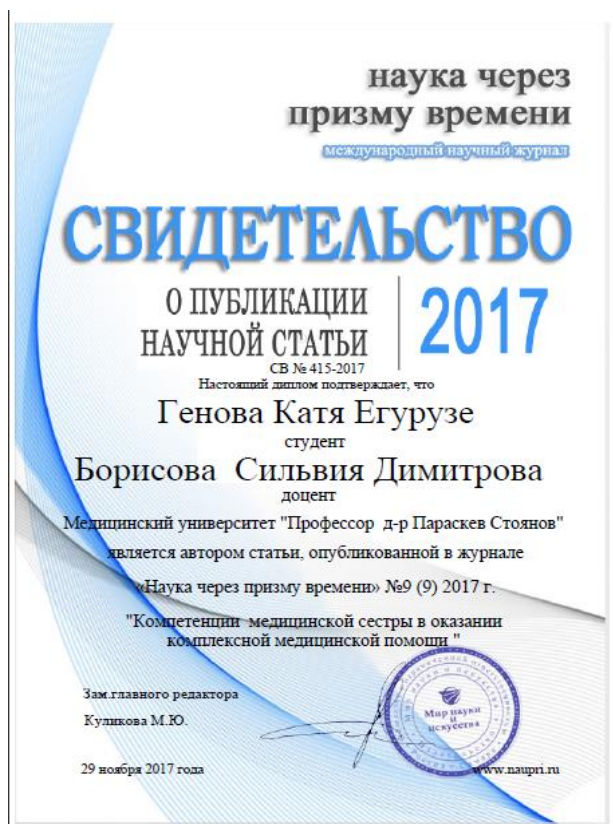 наука через
призму времени
международный научный журнал
СВИДЕТЕЛЬСТВО
О ПУБЛИКАЦИИ
НАУЧНОЙ СТАТЬИ
2017
СВ № 415-2017
Настоящий диплом подтверждает, что
Генова Катя Егурузе
студент
Борисова Сильвия Димитрова
доцент
Медицинский университет "Профессор д-р Параскев Стоянов"
является автором статьи, опубликованной в журнале
«Наука через призму времени» №9 (9) 2017 г.
"Компетенции медицинской сестры в оказании
комплексной медицинской помощи "
Зам.главного редактора
Куликова М.Ю.
Мир науки
и
искусства
29 ноября 2017 года
www.naupri.ru